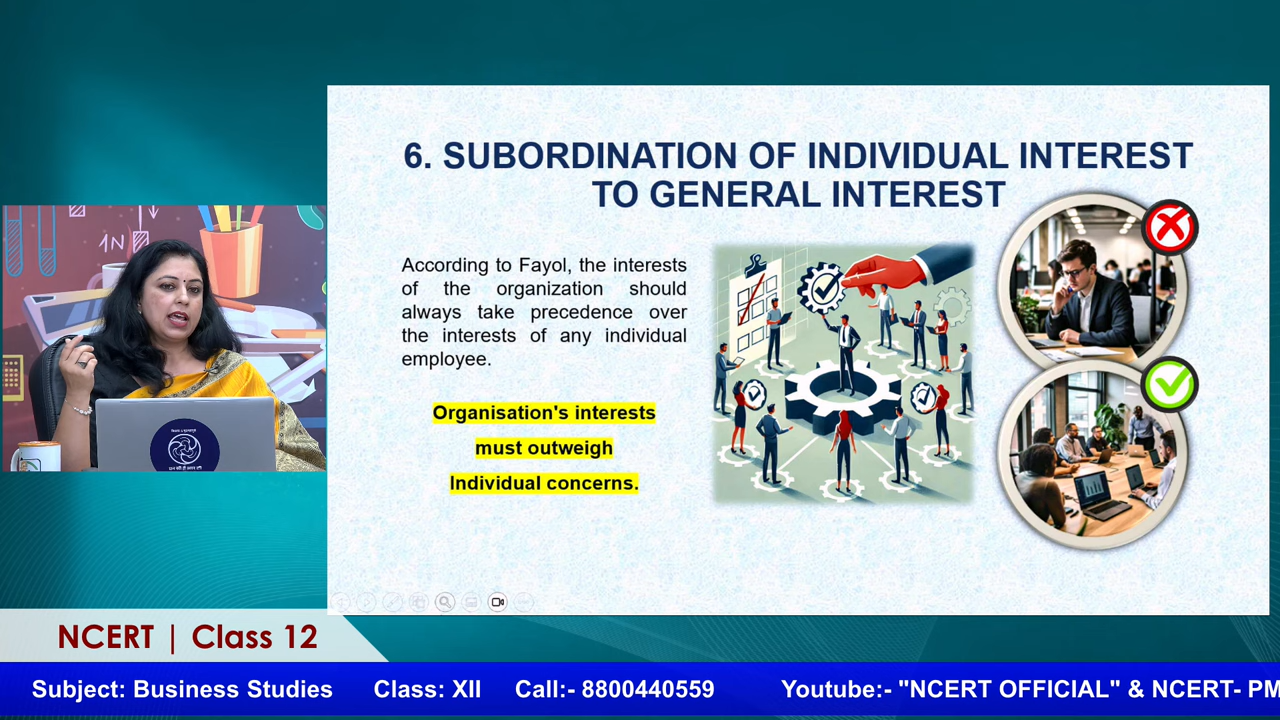 6. SUBORDINATION OF INDIVIDUAL INTEREST
TO GENERAL INTEREST
According to Fayol, the interests
of the organization should
always take precedence over
the interests of any individual
employee.
Organisation's interests
must outweigh
Individual concerns.
1N
NCERT | Class 12
Subject: Business Studies Class: XII Call:- 8800440559 Youtube:- "NCERT OFFICIAL" & NCERT- PM